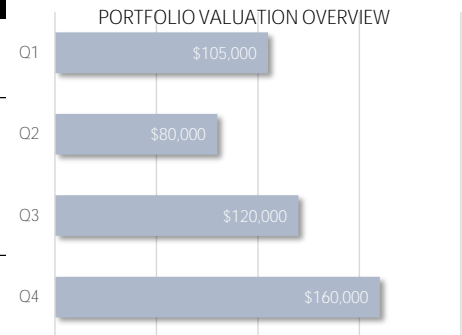 PORTFOLIO VALUATION OVERVIEW
Q1 $105,000
Q2 $80,000
Q3 $120,000
Q4 $160,000